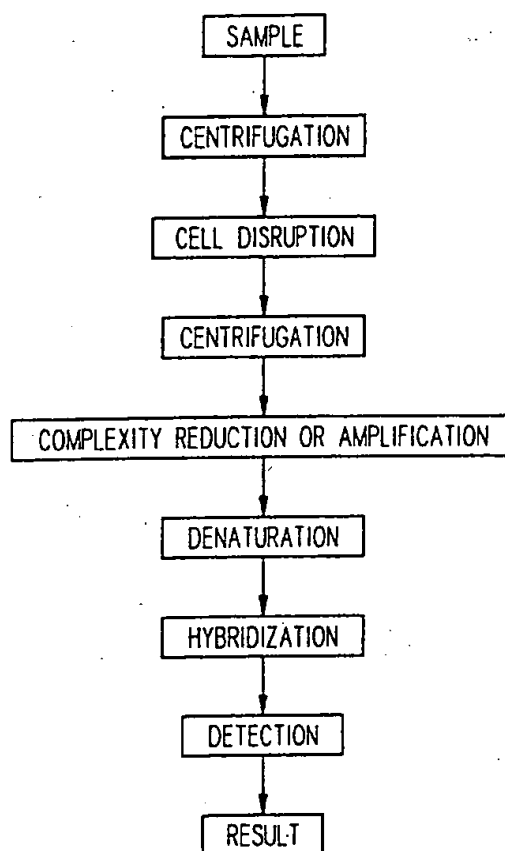 SAMPLE
CENTRIFUGATION
CELL DISRUPTION
CENTRIFUGATION
COMPLEXITY REDUCTION OR AMPLIFICATION
DENATURATION
HYBRIDIZATION
DETECTION
RESULT